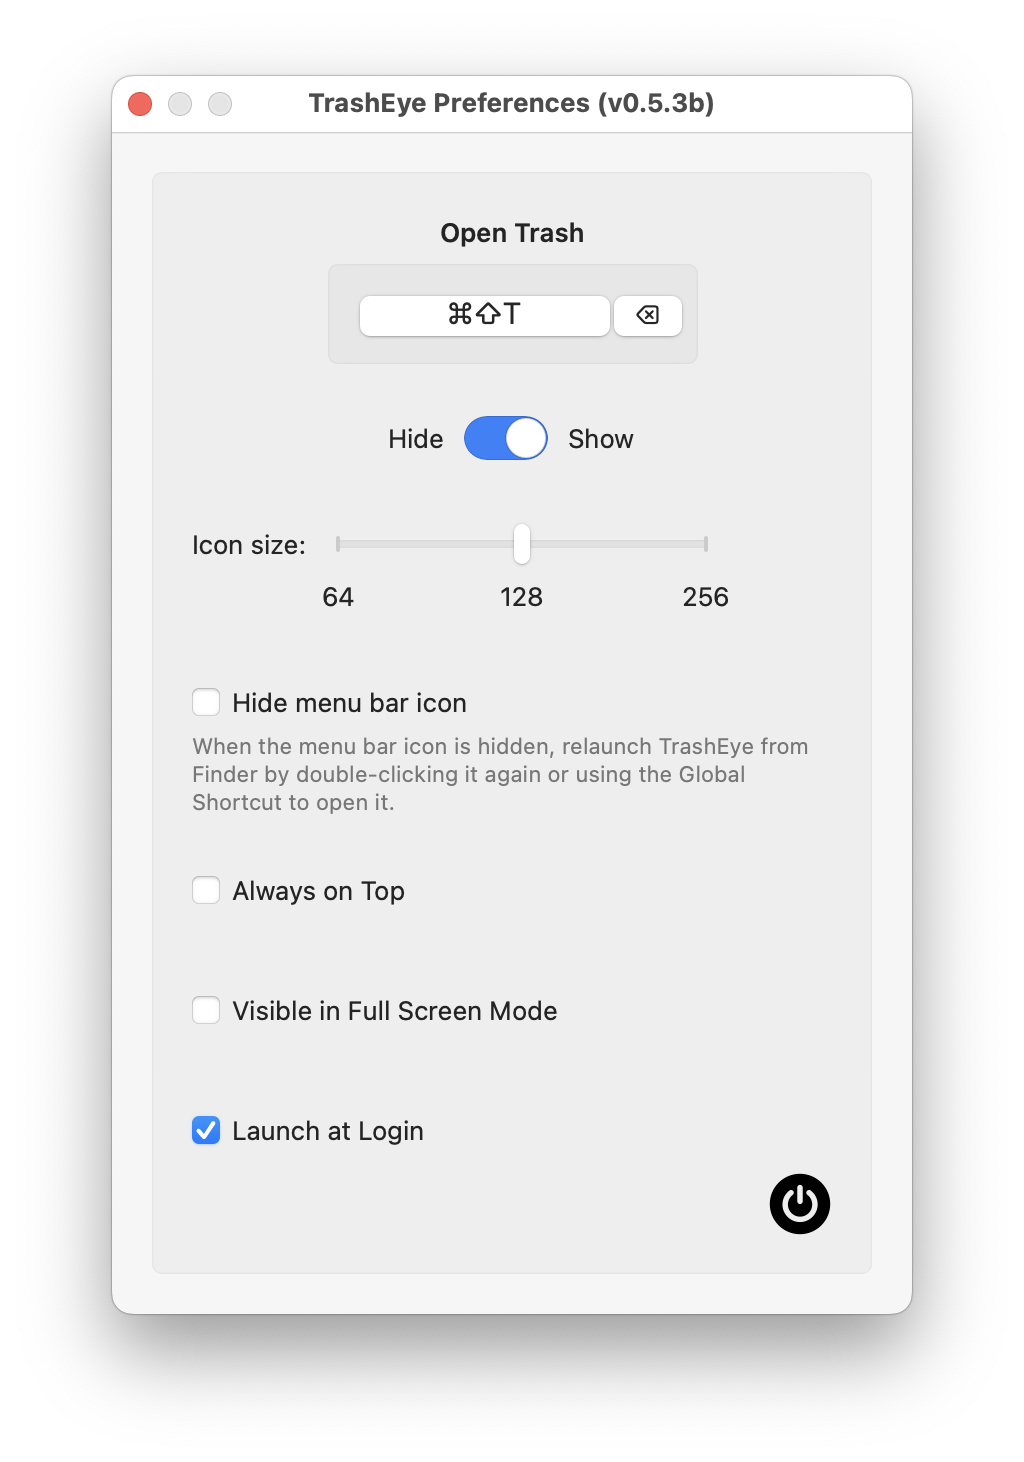 TrashEye Preferences (v0.5.3b)
Open Trash
⌘⇧T
Hide Show
Icon size:
64 128 256
Hide menu bar icon
When the menu bar icon is hidden, relaunch TrashEye from
Finder by double-clicking it again or using the Global
Shortcut to open it.
Always on Top
Visible in Full Screen Mode
Launch at Login